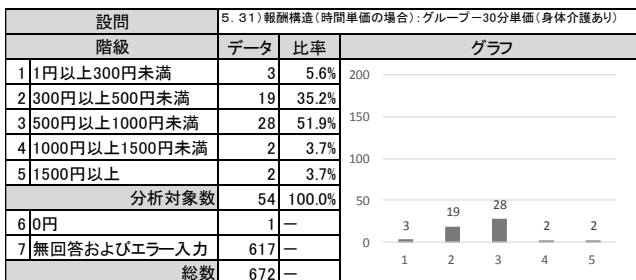 設問 5.31)報酬構造(時間単価の場合):グループ－30分単価(身体介護あり)
階級 データ 比率 グラフ
1 1円以上300円未満 3 5.6%
2 300円以上500円未満 19 35.2%
3 500円以上1000円未満 28 51.9%
4 1000円以上1500円未満 2 3.7%
5 1500円以上 2 3.7%
分析対象数 54 100.0%
6 0円 1 －
7 無回答およびエラー入力 617 －
総数 672 －
200
150
100
50
0
3 19 28 2 2
1 2 3 4 5